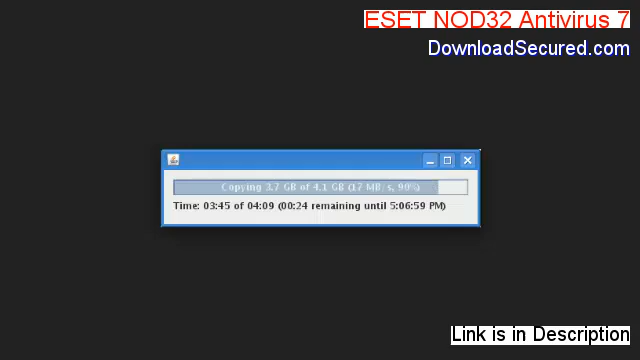 ESET NOD32 Antivirus 7
DownloadSecured.com
Copying 3.7 GB of 4.1 GB (17 MB/s, 90%)
Time: 03:45 of 04:09 (00:24 remaining until 5:06:59 PM)
Link is in Description